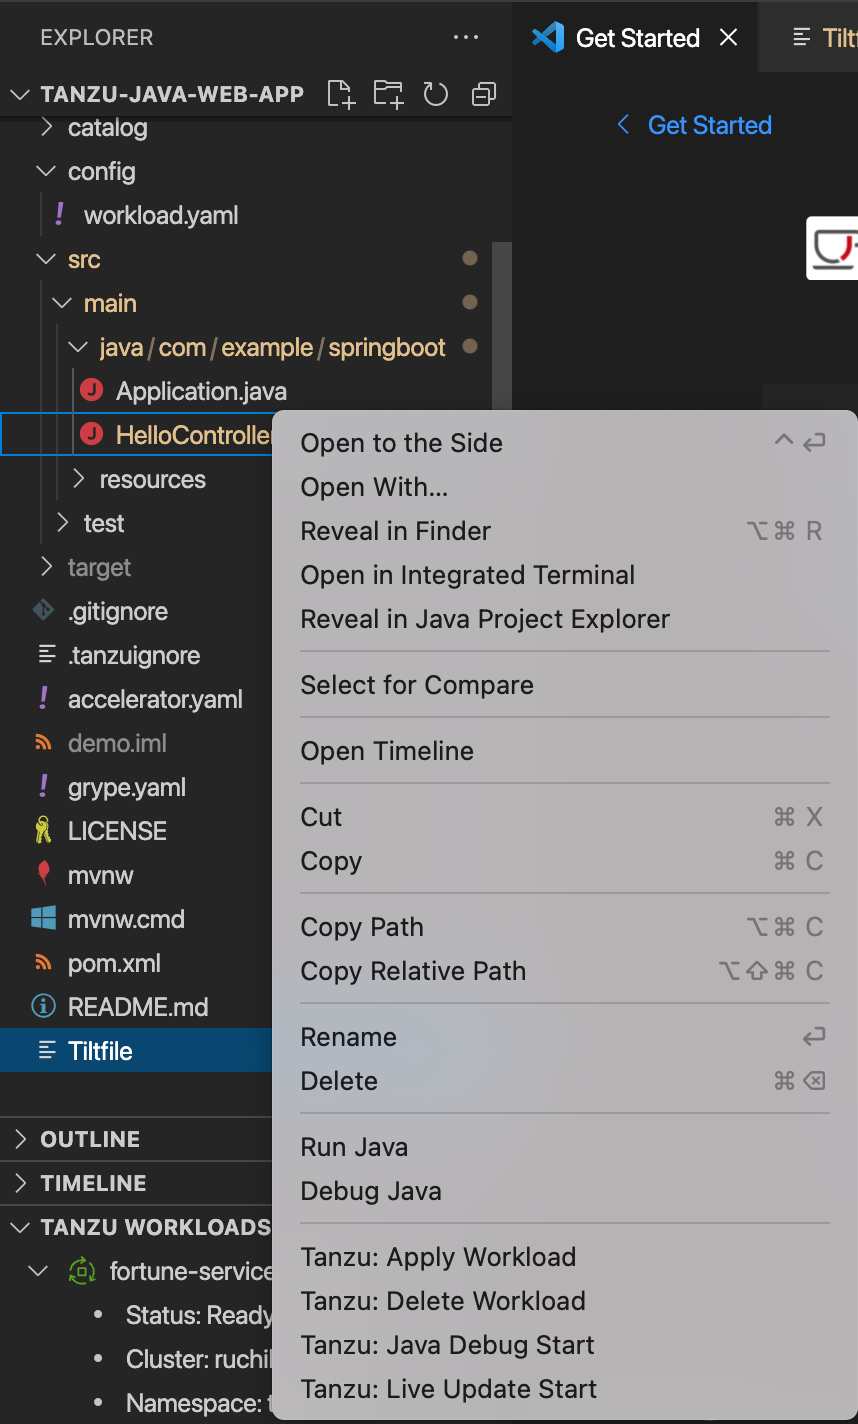 EXPLORER
Get Started
TANZU-JAVA-WEB-APP
catalog
Get Started
config
workload.yaml
src
main
java / com / example / springboot
Application.java
Open to the Side
Open With...
Reveal in Finder ⌥⌘ R
Open in Integrated Terminal
Reveal in Java Project Explorer
Select for Compare
Open Timeline
Cut ⌘ X
Copy ⌘ C
Copy Path ⌥⌘ C
Copy Relative Path ⌥⇧⌘ C
Rename
Delete ⌘ ⌫
Run Java
Debug Java
Tanzu: Apply Workload
Tanzu: Delete Workload
Tanzu: Java Debug Start
Tanzu: Live Update Start
resources
test
target
.gitignore
.tanzuignore
accelerator.yaml
demo.iml
grype.yaml
LICENSE
mvnw
mvnw.cmd
pom.xml
README.md
Tiltfile
OUTLINE
TIMELINE
TANZU WORKLOADS
fortune-service
Status: Ready
Cluster:
Namespace: